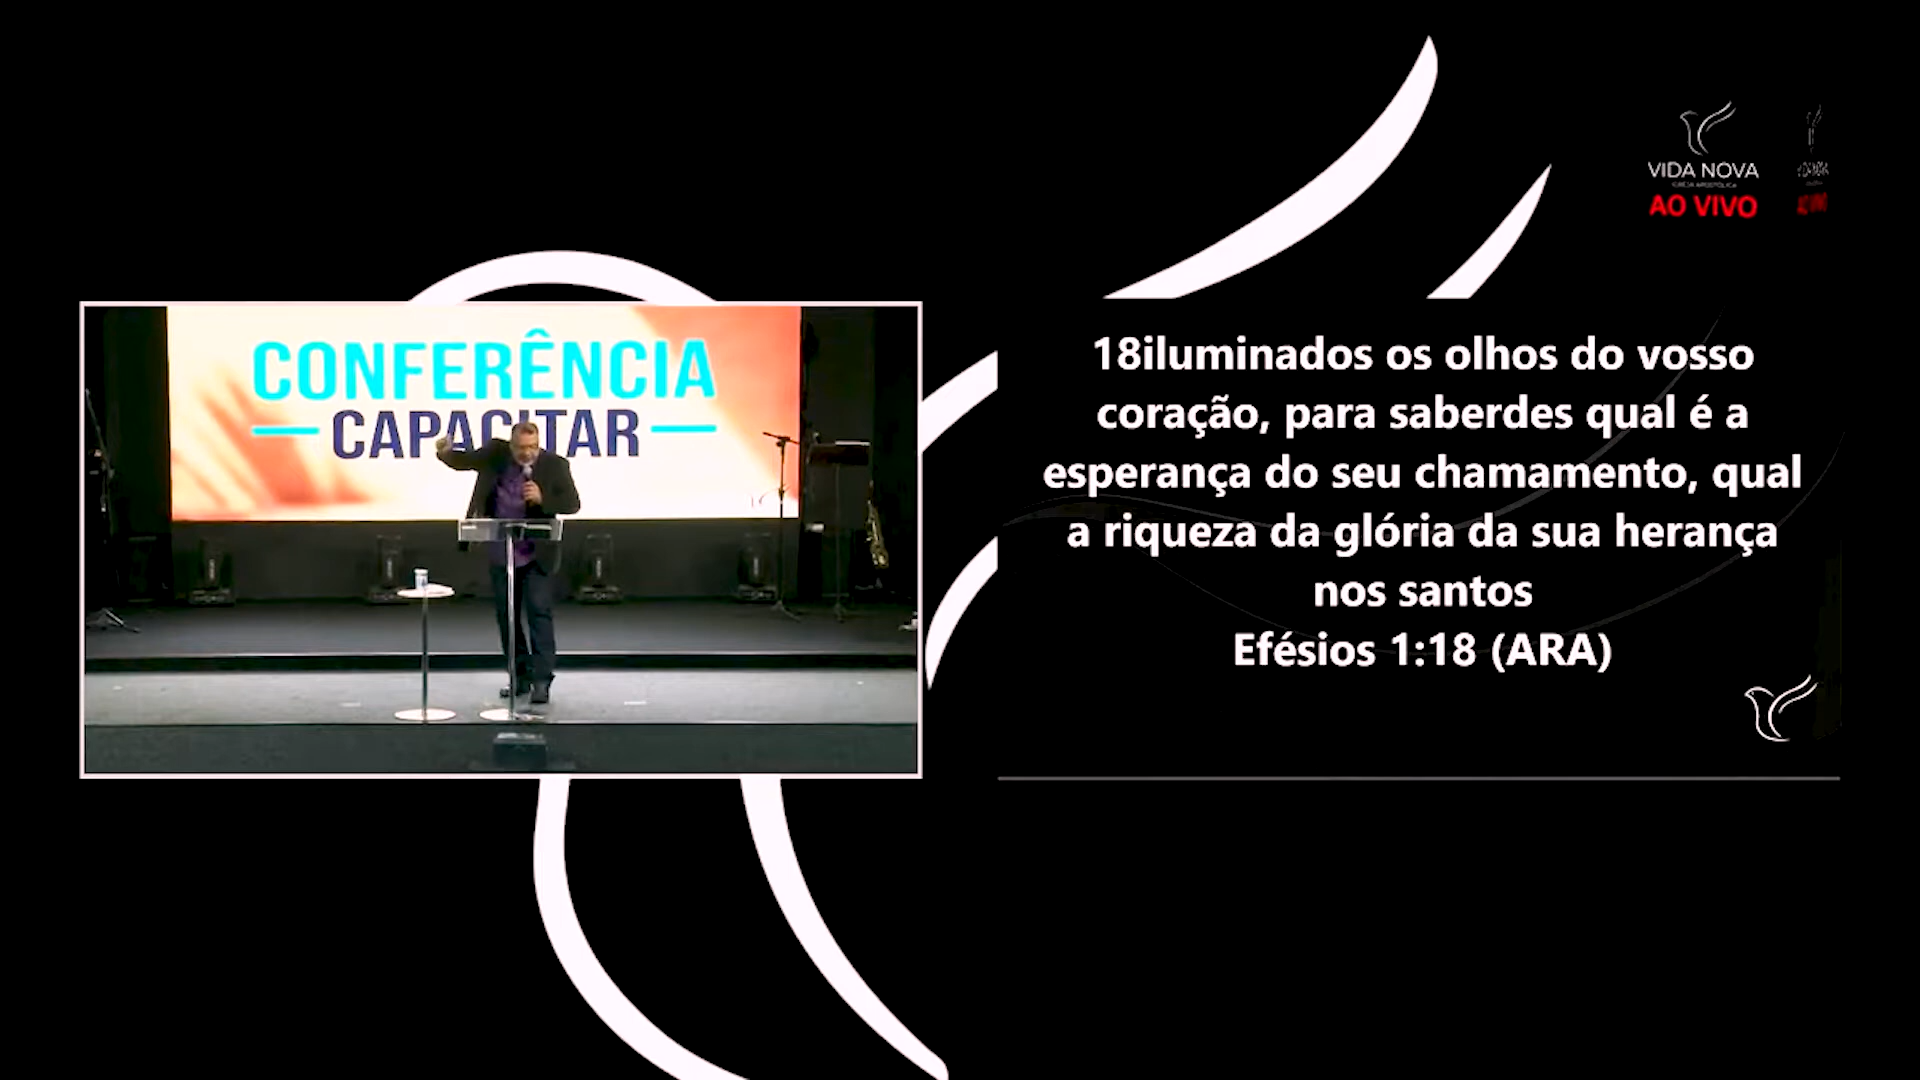 VIDA NOVA
AO VIVO
CONFERÊNCIA
CAPACITAR
18iluminados os olhos do vosso
coração, para saberdes qual é a
esperança do seu chamamento, qual
a riqueza da glória da sua herança
nos santos
Efésios 1:18 (ARA)